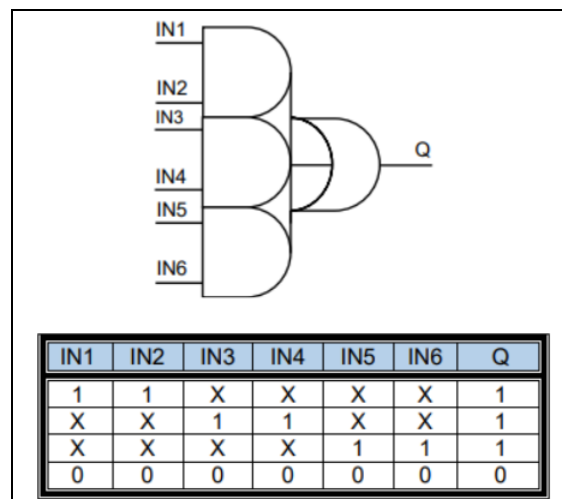 IN1
IN2
IN3
Q
IN4
IN5
IN6
IN1 IN2 IN3 IN4 IN5 IN6 Q
1 1 X X X X 1
X X 1 1 X X 1
X X X X 1 1 1
0 0 0 0 0 0 0